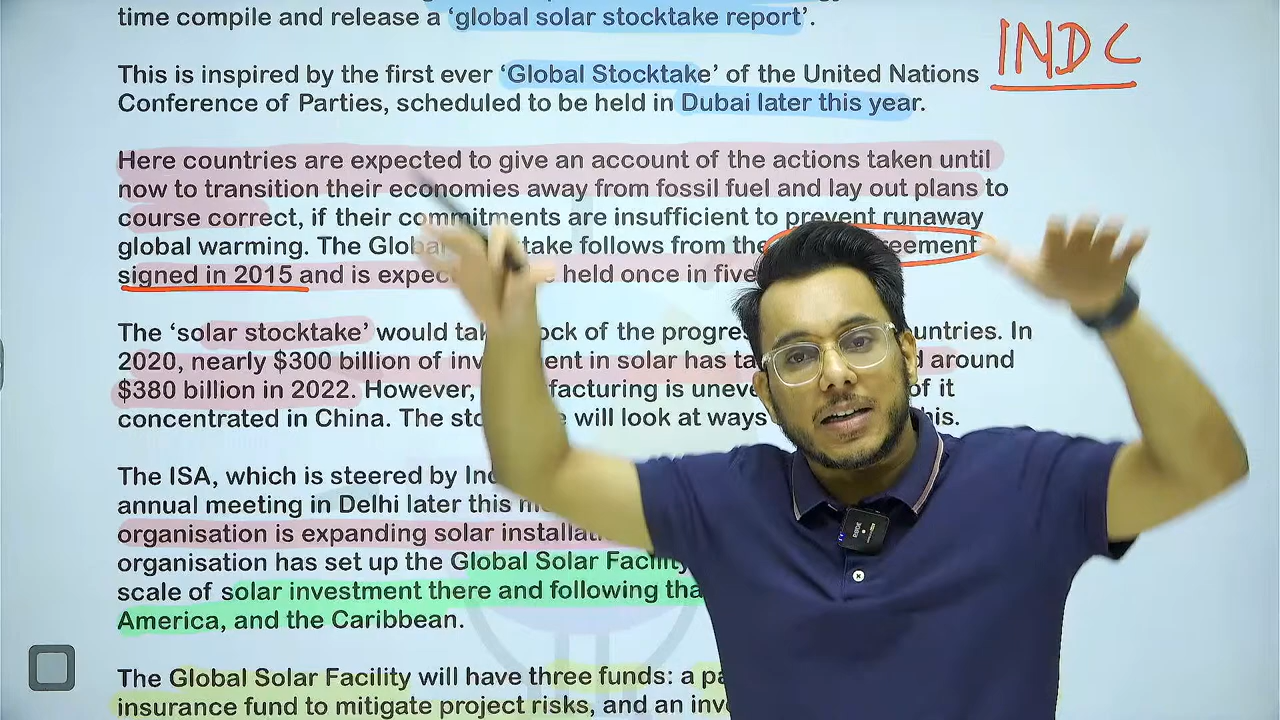 time compile and release a ‘global solar stocktake report’.
INDC
This is inspired by the first ever ‘Global Stocktake’ of the United Nations
Conference of Parties, scheduled to be held in Dubai later this year.
Here countries are expected to give an account of the actions taken until
now to transition their economies away from fossil fuel and lay out plans to
course correct, if their commitments are insufficient to prevent runaway
global warming. The take follows from the
signed in 2015 and is held once in five
The ‘solar stocktake’ would of the In
2020, nearly $300 billion of in solar has around
$380 billion in 2022. However, is of it
concentrated in China. The will look at ways
The ISA, which is steered by
annual meeting in Delhi later this
organisation is expanding solar
organisation has set up the Global Solar Facility
scale of solar investment there and following
America, and the Caribbean.
The Global Solar Facility will have three funds: a
insurance fund to mitigate project risks, and an